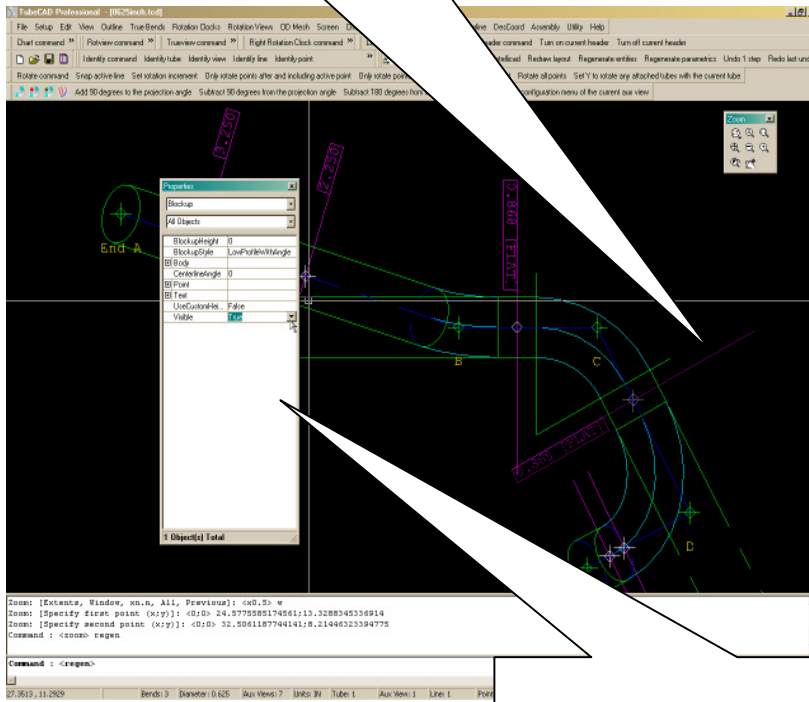 TubeCAD Professional - [0625inch.tcd]
File Setup Edit View Outline True-Bends Rotation Clocks Rotation Views OD Mesh Screen DesCoord Assembly Utility Help
Dhart command Rotview command Trueview command Right Rotation Clock command header command Turn on current header Turn off current header
Identify command Identify tube Identify view Identify line Identify point Redraw layout Regenerate entities Regenerate parametrics Undo 1 step Redo last
Rotate command Snap active line Set rotation increment Only rotate points after and including active point Only rotate Rotate all points Set Y to rotate any attached tubes with the current tube
Add 90 degrees to the projection angle Subtract 90 degrees from the projection angle Subtract 180 degrees configuration menu of the current aux view
Zoom
[3.250]
[2.250]
0.868 [FLAT]
Properties
Blockup
All Objects
BlockupHeight 0
BlockupStyle LowProfileWithAngle
Body
CenterlineAngle 0
Point
Text
UseCustomHei... False
Visible True
1 Object(s) Total
End A
B
C
D
Zoom: [Extents, Window, xn.n, All, Previous]: <x0.5> w
Zoom: [Specify first point (x;y)]: <0;0> 24.5775585174561;13.3288345336914
Zoom: [Specify second point (x;y)]: <0;0> 32.5061187744141;8.21446323394775
Command : <zoom> regen
Command : <regen>
27.3513 , 11.2929 Bends: 3 Diameter: 0.625 Aux Views: 7 Units: IN Tube: 1 Aux View: 1 Line: 1